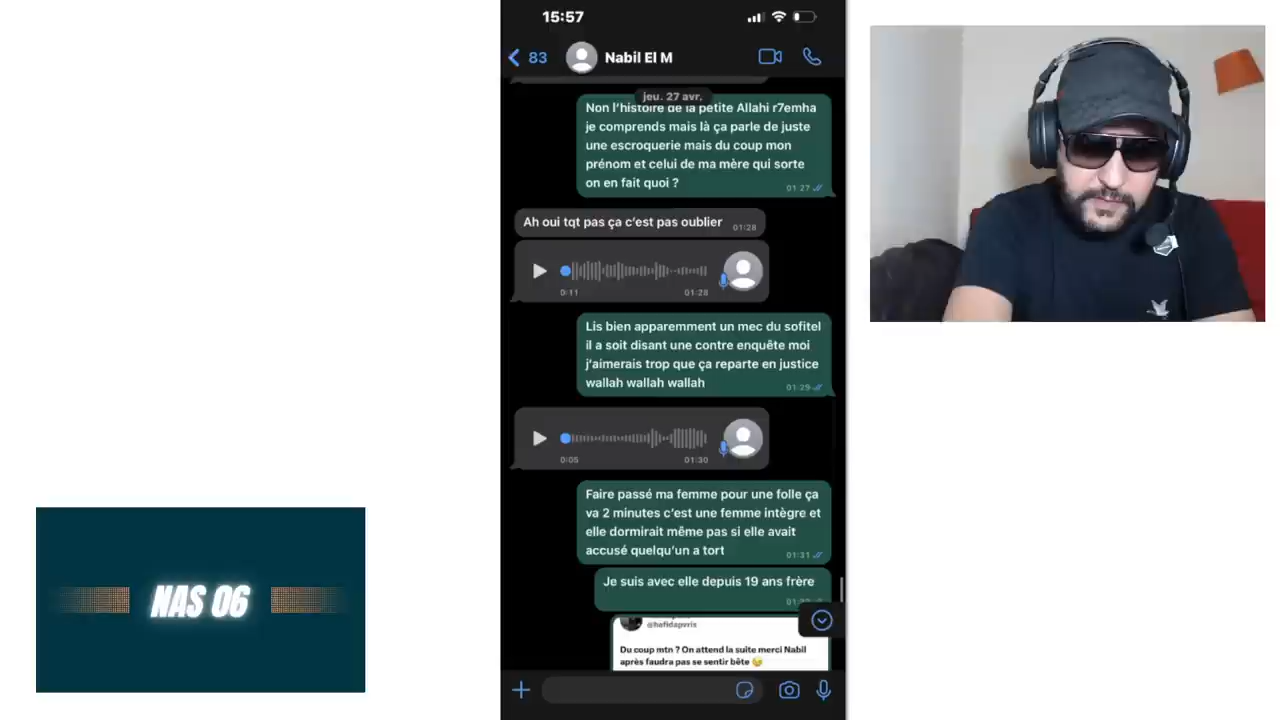 15:57
83
Nabil El M
jeu. 27 avr.
Non l'histoire de la petite Allahi r7emha
je comprends mais là ça parle de juste
une escroquerie mais du coup mon
prénom et celui de ma mère qui sorte
on en fait quoi ?
01:27
Ah oui tqt pas ça c'est pas oublier
01:28
0:11
01:28
Lis bien apparemment un mec du sofitel
il a soit disant une contre enquête moi
j'aimerais trop que ça reparte en justice
wallah wallah wallah
01:29
0:05
01:30
Faire passé ma femme pour une folle ça
va 2 minutes c'est une femme intègre et
elle dormirait même pas si elle avait
accusé quelqu'un a tort
01:31
Je suis avec elle depuis 19 ans frère
@hafidapvris
Du coup mtn ? On attend la suite merci Nabil
après faudra pas se sentir bête 😉
NAS 06